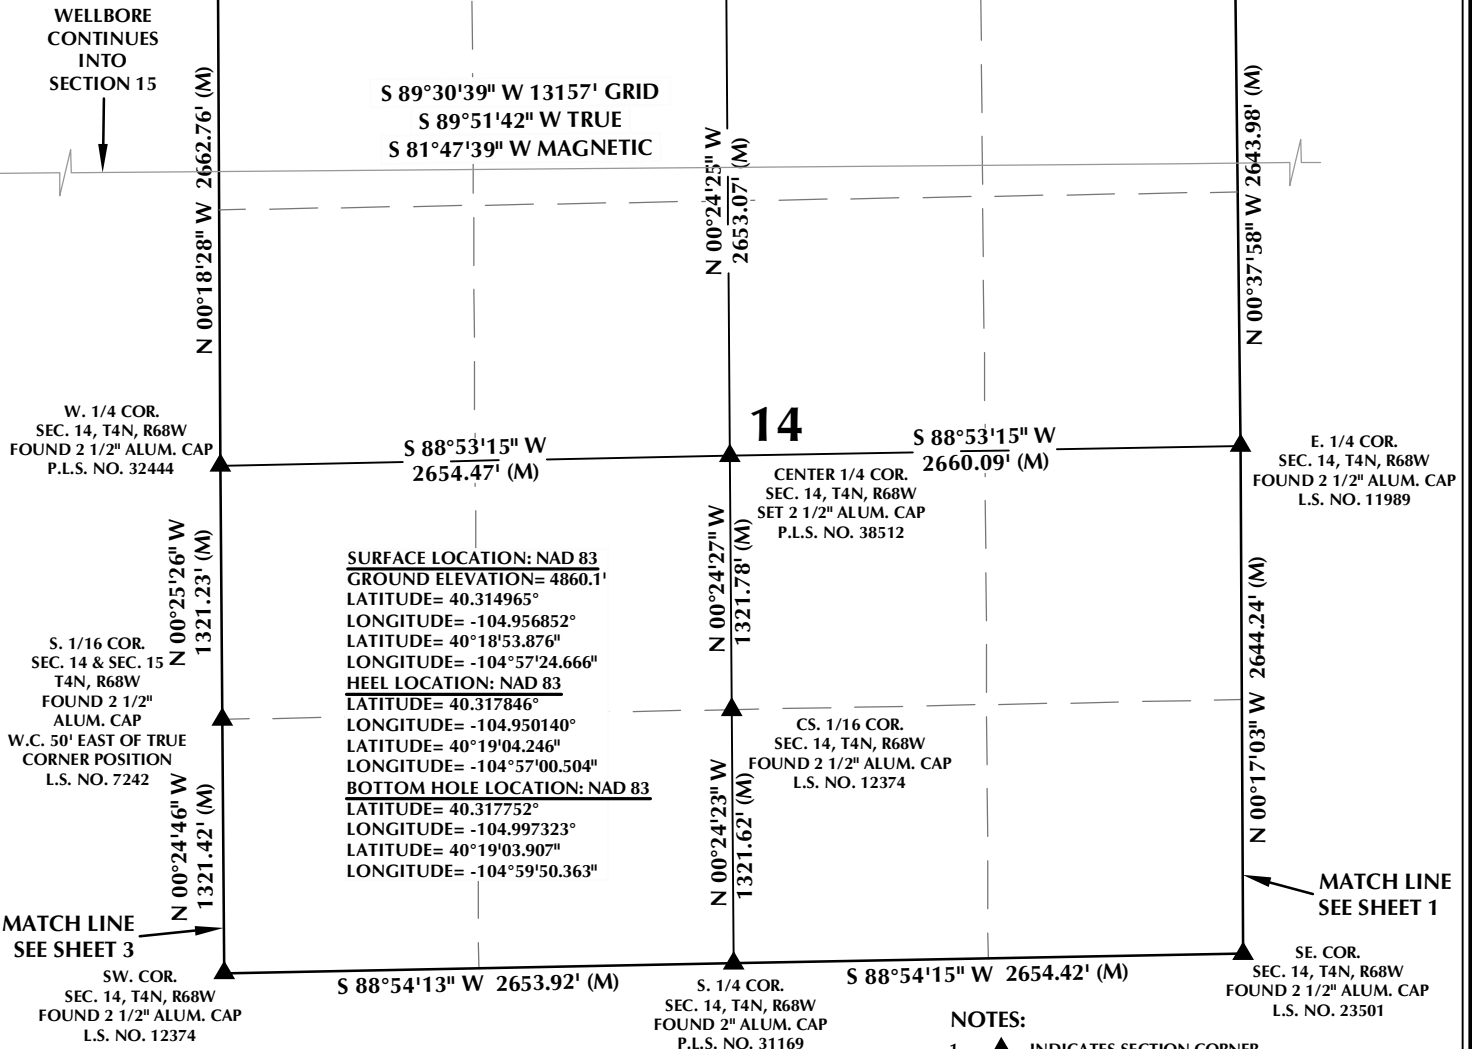 WELLBORE
CONTINUES
INTO
SECTION 15
S 89°30'39" W 13157' GRID
S 89°51'42" W TRUE
S 81°47'39" W MAGNETIC
N 00°18'28" W 2662.76' (M)
N 00°24'25" W
2653.07' (M)
N 00°37'58" W 2643.98' (M)
W. 1/4 COR.
SEC. 14, T4N, R68W
FOUND 2 1/2" ALUM. CAP
P.L.S. NO. 32444
S 88°53'15" W
2654.47' (M)
14
S 88°53'15" W
2660.09' (M)
CENTER 1/4 COR.
SEC. 14, T4N, R68W
SET 2 1/2" ALUM. CAP
P.L.S. NO. 38512
E. 1/4 COR.
SEC. 14, T4N, R68W
FOUND 2 1/2" ALUM. CAP
L.S. NO. 11989
N 00°25'26" W
1321.23' (M)
SURFACE LOCATION: NAD 83
GROUND ELEVATION= 4860.1'
LATITUDE= 40.314965°
LONGITUDE= -104.956852°
LATITUDE= 40°18'53.876"
LONGITUDE= -104°57'24.666"
HEEL LOCATION: NAD 83
LATITUDE= 40.317846°
LONGITUDE= -104.950140°
LATITUDE= 40°19'04.246"
LONGITUDE= -104°57'00.504"
BOTTOM HOLE LOCATION: NAD 83
LATITUDE= 40.317752°
LONGITUDE= -104.997323°
LATITUDE= 40°19'03.907"
LONGITUDE= -104°59'50.363"
N 00°24'27" W
1321.78' (M)
N 00°17'03" W 2644.24' (M)
S. 1/16 COR.
SEC. 14 & SEC. 15
T4N, R68W
FOUND 2 1/2"
ALUM. CAP
W.C. 50' EAST OF TRUE
CORNER POSITION
L.S. NO. 7242
CS. 1/16 COR.
SEC. 14, T4N, R68W
FOUND 2 1/2" ALUM. CAP
L.S. NO. 12374
N 00°24'46" W
1321.42' (M)
N 00°24'23" W
1321.62' (M)
MATCH LINE
SEE SHEET 1
MATCH LINE
SEE SHEET 3
SW. COR.
SEC. 14, T4N, R68W
FOUND 2 1/2" ALUM. CAP
L.S. NO. 12374
S 88°54'13" W 2653.92' (M)
S. 1/4 COR.
SEC. 14, T4N, R68W
FOUND 2" ALUM. CAP
P.L.S. NO. 31169
S 88°54'15" W 2654.42' (M)
SE. COR.
SEC. 14, T4N, R68W
FOUND 2 1/2" ALUM. CAP
L.S. NO. 23501
NOTES:
1. INDICATES SECTION CORNER